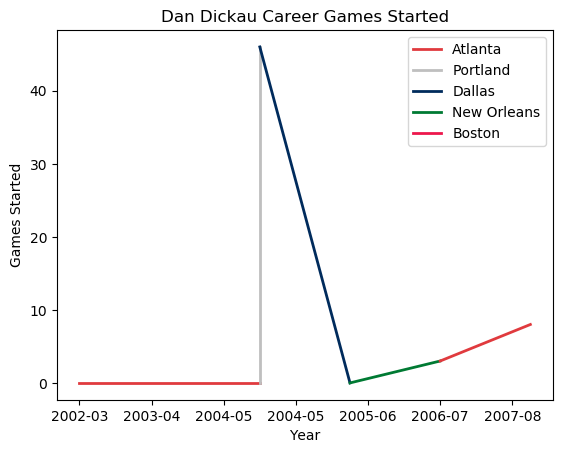 Dan Dickau Career Games Started
Atlanta
Portland
Dallas
New Orleans
Boston
Games Started
40
30
20
10
0
2002-03 2003-04 2004-05 2004-05 2005-06 2006-07 2007-08
Year